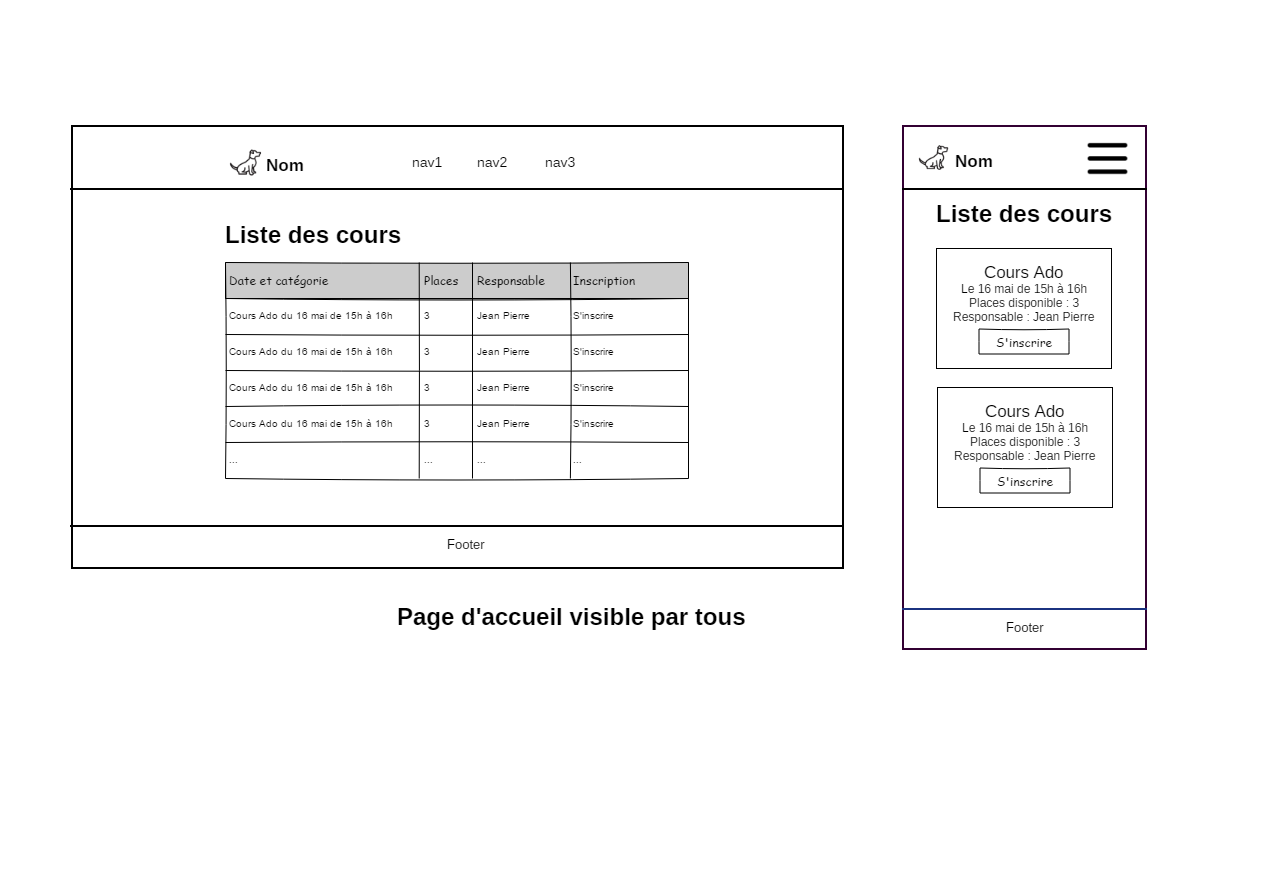 Nom nav1 nav2 nav3
Liste des cours
Date et catégorie Places Responsable Inscription
Cours Ado du 16 mai de 15h à 16h 3 Jean Pierre S'inscrire
Cours Ado du 16 mai de 15h à 16h 3 Jean Pierre S'inscrire
Cours Ado du 16 mai de 15h à 16h 3 Jean Pierre S'inscrire
Cours Ado du 16 mai de 15h à 16h 3 Jean Pierre S'inscrire
... ... ... ...
Footer
Page d'accueil visible par tous
Nom
Liste des cours
Cours Ado
Le 16 mai de 15h à 16h
Places disponible : 3
Responsable : Jean Pierre
S'inscrire
Cours Ado
Le 16 mai de 15h à 16h
Places disponible : 3
Responsable : Jean Pierre
S'inscrire
Footer